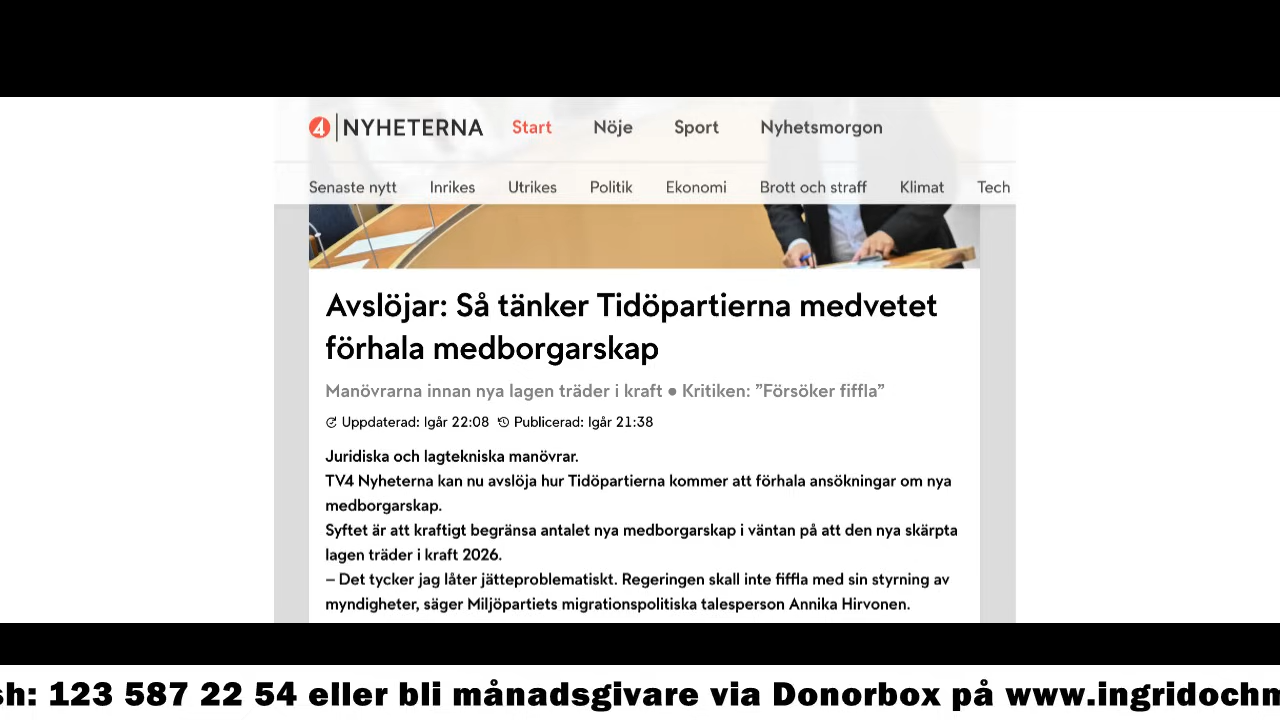 4 NYHETERNA Start Nöje Sport Nyhetsmorgon
Senaste nytt Inrikes Utrikes Politik Ekonomi Brott och straff Klimat Tech
Avslöjar: Så tänker Tidöpartierna medvetet
förhala medborgarskap
Manövrarna innan nya lagen träder i kraft ● Kritiken: ”Försöker fiffla”
Uppdaterad: Igår 22:08 Publicerad: Igår 21:38
Juridiska och lagtekniska manövrar.
TV4 Nyheterna kan nu avslöja hur Tidöpartierna kommer att förhala ansökningar om nya
medborgarskap.
Syftet är att kraftigt begränsa antalet nya medborgarskap i väntan på att den nya skärpta
lagen träder i kraft 2026.
– Det tycker jag låter jätteproblematiskt. Regeringen skall inte fiffla med sin styrning av
myndigheter, säger Miljöpartiets migrationspolitiska talesperson Annika Hirvonen.
sh: 123 587 22 54 eller bli månadsgivare via Donorbox på www.ingridochm